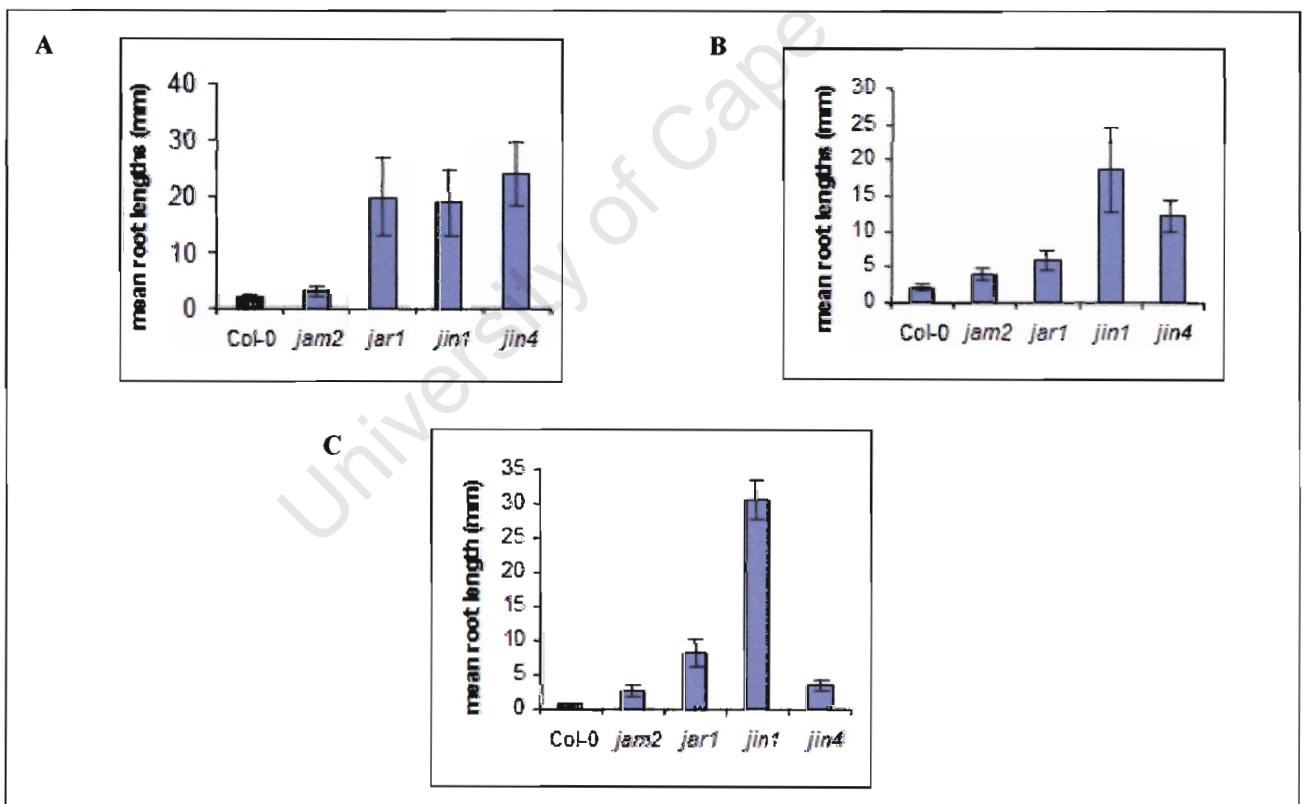 A
mean root lengths (mm)
40
30
20
10
0
Col-0 jam2 jar1 jin1 jin4
B
mean root lengths (mm)
30
25
20
15
10
5
0
Col-0 jam2 jar1 jin1 jin4
C
mean root length (mm)
35
30
25
20
15
10
5
0
Col-0 jam2 jar1 jin1 jin4
University of Cape